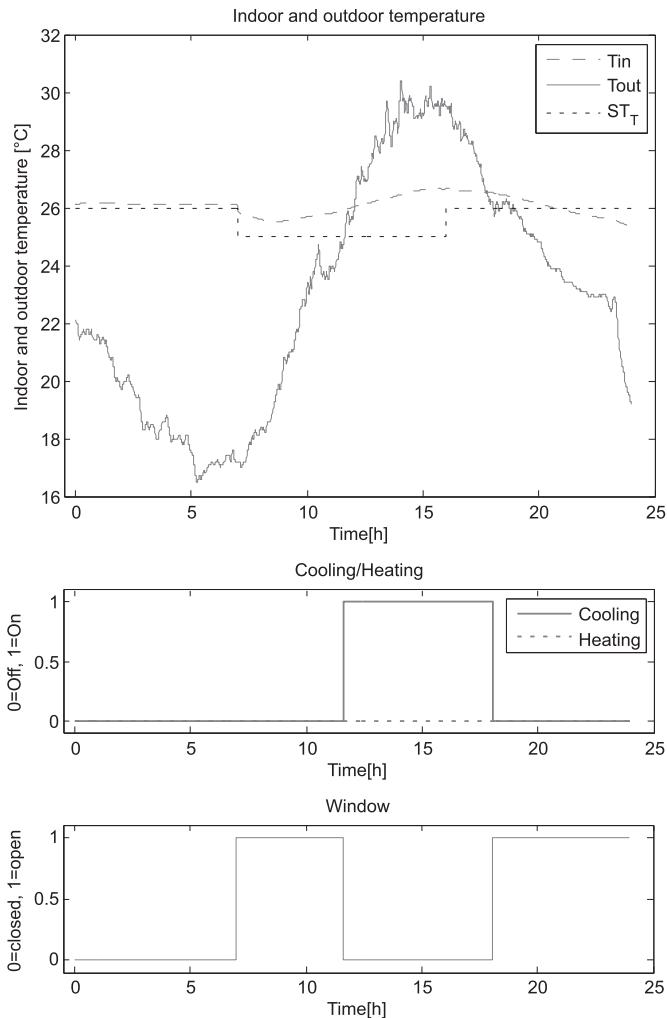 Indoor and outdoor temperature
Indoor and outdoor temperature [°C]
32
30
28
26
24
22
20
18
16
Tin
Tout
ST_T
0 5 10 15 20 25
Time[h]
Cooling/Heating
0=Off, 1=On
1
0.5
0
Cooling
Heating
0 5 10 15 20 25
Time[h]
Window
0=closed, 1=open
1
0.5
0
0 5 10 15 20 25
Time[h]